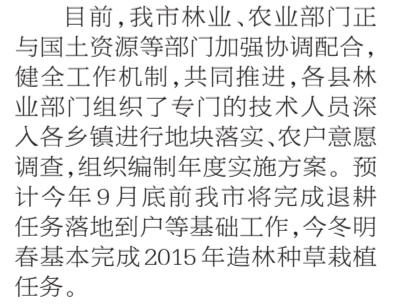 目前，我市林业、农业部门正
与国土资源等部门加强协调配合，
健全工作机制，共同推进，各县林
业部门组织了专门的技术人员深
入各乡镇进行地块落实、农户意愿
调查，组织编制年度实施方案。预
计今年9月底前我市将完成退耕
任务落地到户等基础工作，今冬明
春基本完成2015年造林种草栽植
任务。